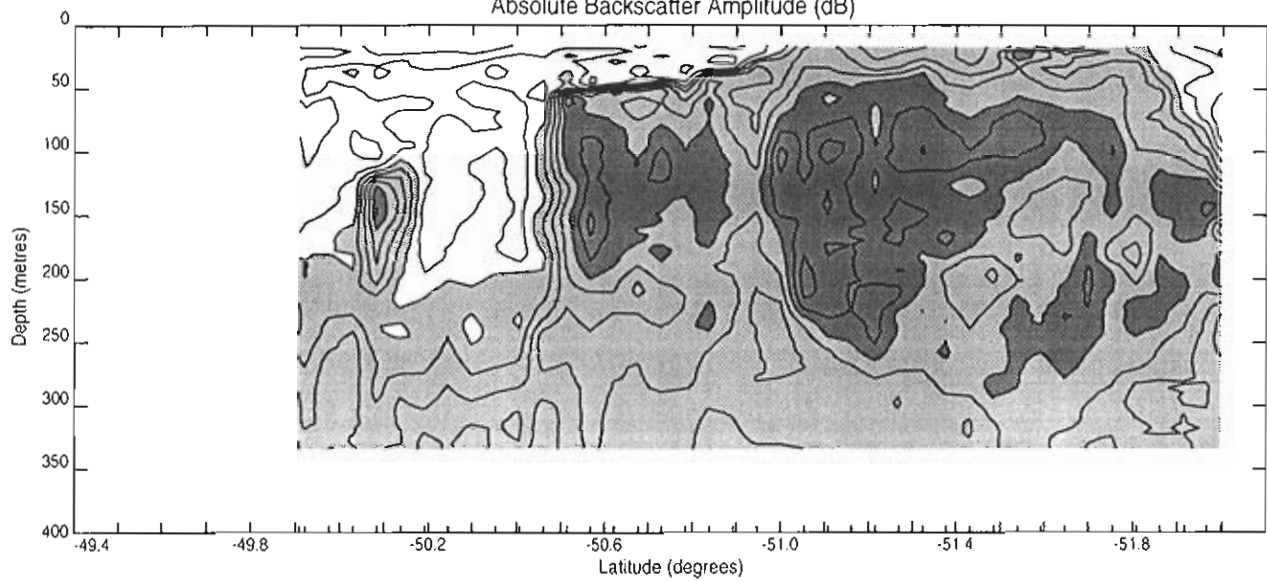 Absolute Backscatter Amplitude (dB)
0
50
100
150
200
250
300
350
400
Depth (metres)
-49.4 -49.8 -50.2 -50.6 -51.0 -51 4 -51.8
Latitude (degrees)